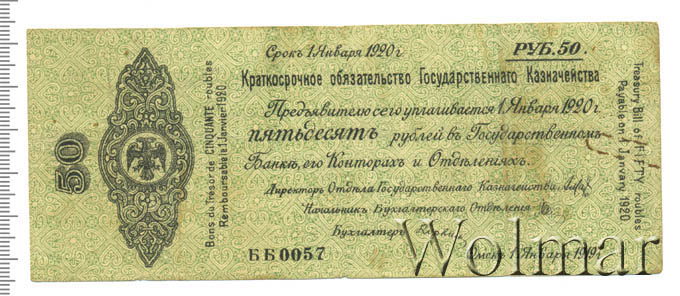 Срокъ 1 Января 1920 г.
РУБ. 50.
Краткосрочное обязательство Государственнаго Казначейства
Предъявителю сего уплачивается 1 Января 1920 г.
пятьдесятъ рублей въ Государственномъ
Банкѣ, его Конторахъ и Отдѣленіяхъ.
Директоръ Отдѣла Государственнаго Казначейства
Начальникъ Бухгалтерскаго Отдѣленія
Бухгалтеръ
ББ0057
Омскъ 1 Января 1919 г.
50
Bons du Trésor de CINQUANTE roubles
Remboursable à 1 Janvier 1920
Treasury Bill of FIFTY roubles
Payable on 1 January 1920
Wolmar